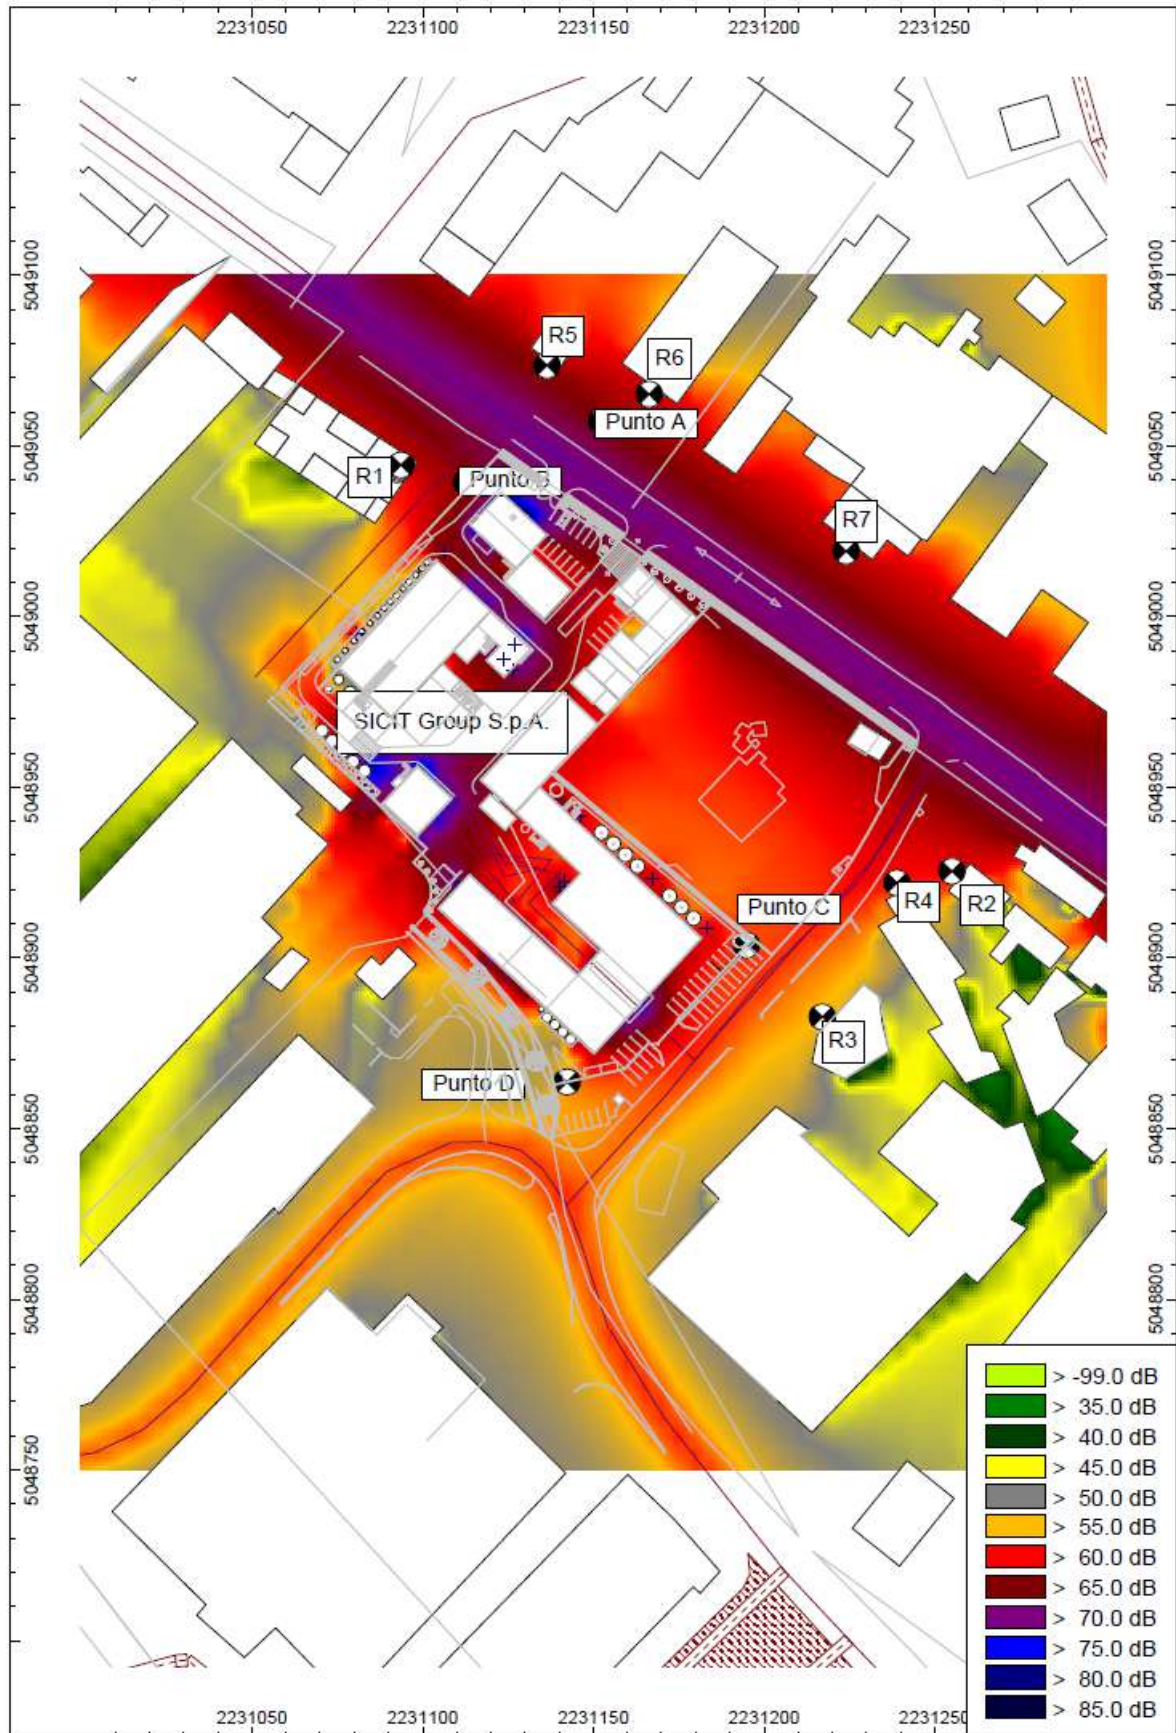 2231050 2231100 2231150 2231200 2231250
5049100 5049100
R5
R6
Punto A
5049050 5049050
R1
Punto B
R7
5049000 5049000
SICIT Group S.p.A.
5048950 5048950
R4
R2
Punto C
5048900 5048900
R3
Punto D
5048850 5048850
5048800 5048800
> -99.0 dB
> 35.0 dB
> 40.0 dB
> 45.0 dB
5048750
> 50.0 dB
> 55.0 dB
> 60.0 dB
> 65.0 dB
> 70.0 dB
> 75.0 dB
> 80.0 dB
> 85.0 dB
2231050 2231100 2231150 2231200 2231250